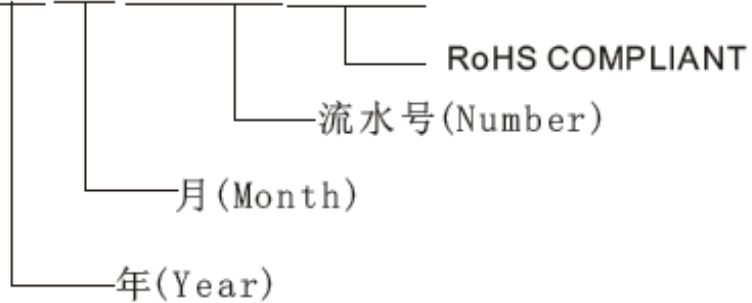 RoHS COMPLIANT
流水号(Number)
月(Month)
年(Year)